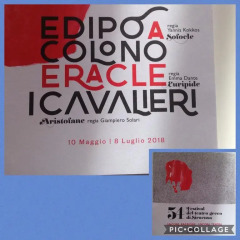 EDIPO A
COLONO
regia
Yannis Kokkos
Sofocle
ERACLE
regia
Emma Dante
Euripide
I CAVALIERI
Aristofane regia Giampiero Solari
10 Maggio | 8 Luglio 2018
54 Festival
del teatro greco
di Siracusa
PIC•COLLAGE